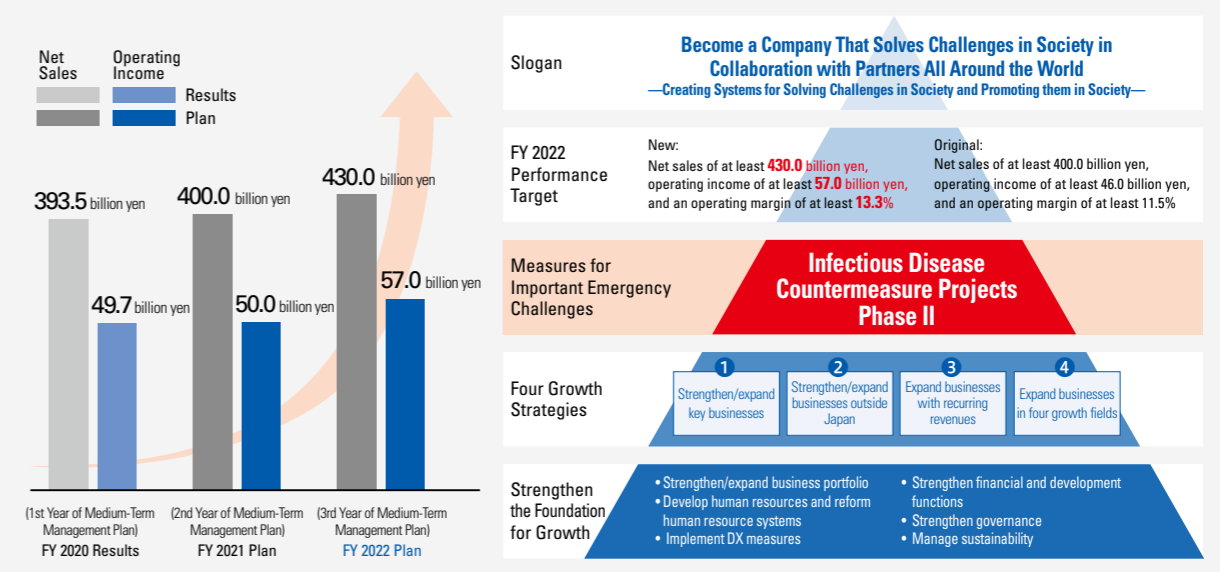 Net
Sales
Operating
Income
Results
Plan
393.5 billion yen
49.7 billion yen
400.0 billion yen
50.0 billion yen
430.0 billion yen
57.0 billion yen
(1st Year of Medium-Term
Management Plan)
FY 2020 Results
(2nd Year of Medium-Term
Management Plan)
FY 2021 Plan
(3rd Year of Medium-Term
Management Plan)
FY 2022 Plan
Slogan
Become a Company That Solves Challenges in Society in
Collaboration with Partners All Around the World
—Creating Systems for Solving Challenges in Society and Promoting them in Society—
FY 2022
Performance
Target
New:
Net sales of at least 430.0 billion yen,
operating income of at least 57.0 billion yen,
and an operating margin of at least 13.3%
Original:
Net sales of at least 400.0 billion yen,
operating income of at least 46.0 billion yen,
and an operating margin of at least 11.5%
Measures for
Important Emergency
Challenges
Infectious Disease
Countermeasure Projects
Phase II
Four Growth
Strategies
1
Strengthen/expand
key businesses
2
Strengthen/expand
businesses outside
Japan
3
Expand businesses
with recurring
revenues
4
Expand businesses
in four growth fields
Strengthen
the Foundation
for Growth
• Strengthen/expand business portfolio
• Develop human resources and reform
human resource systems
• Implement DX measures
• Strengthen financial and development
functions
• Strengthen governance
• Manage sustainability